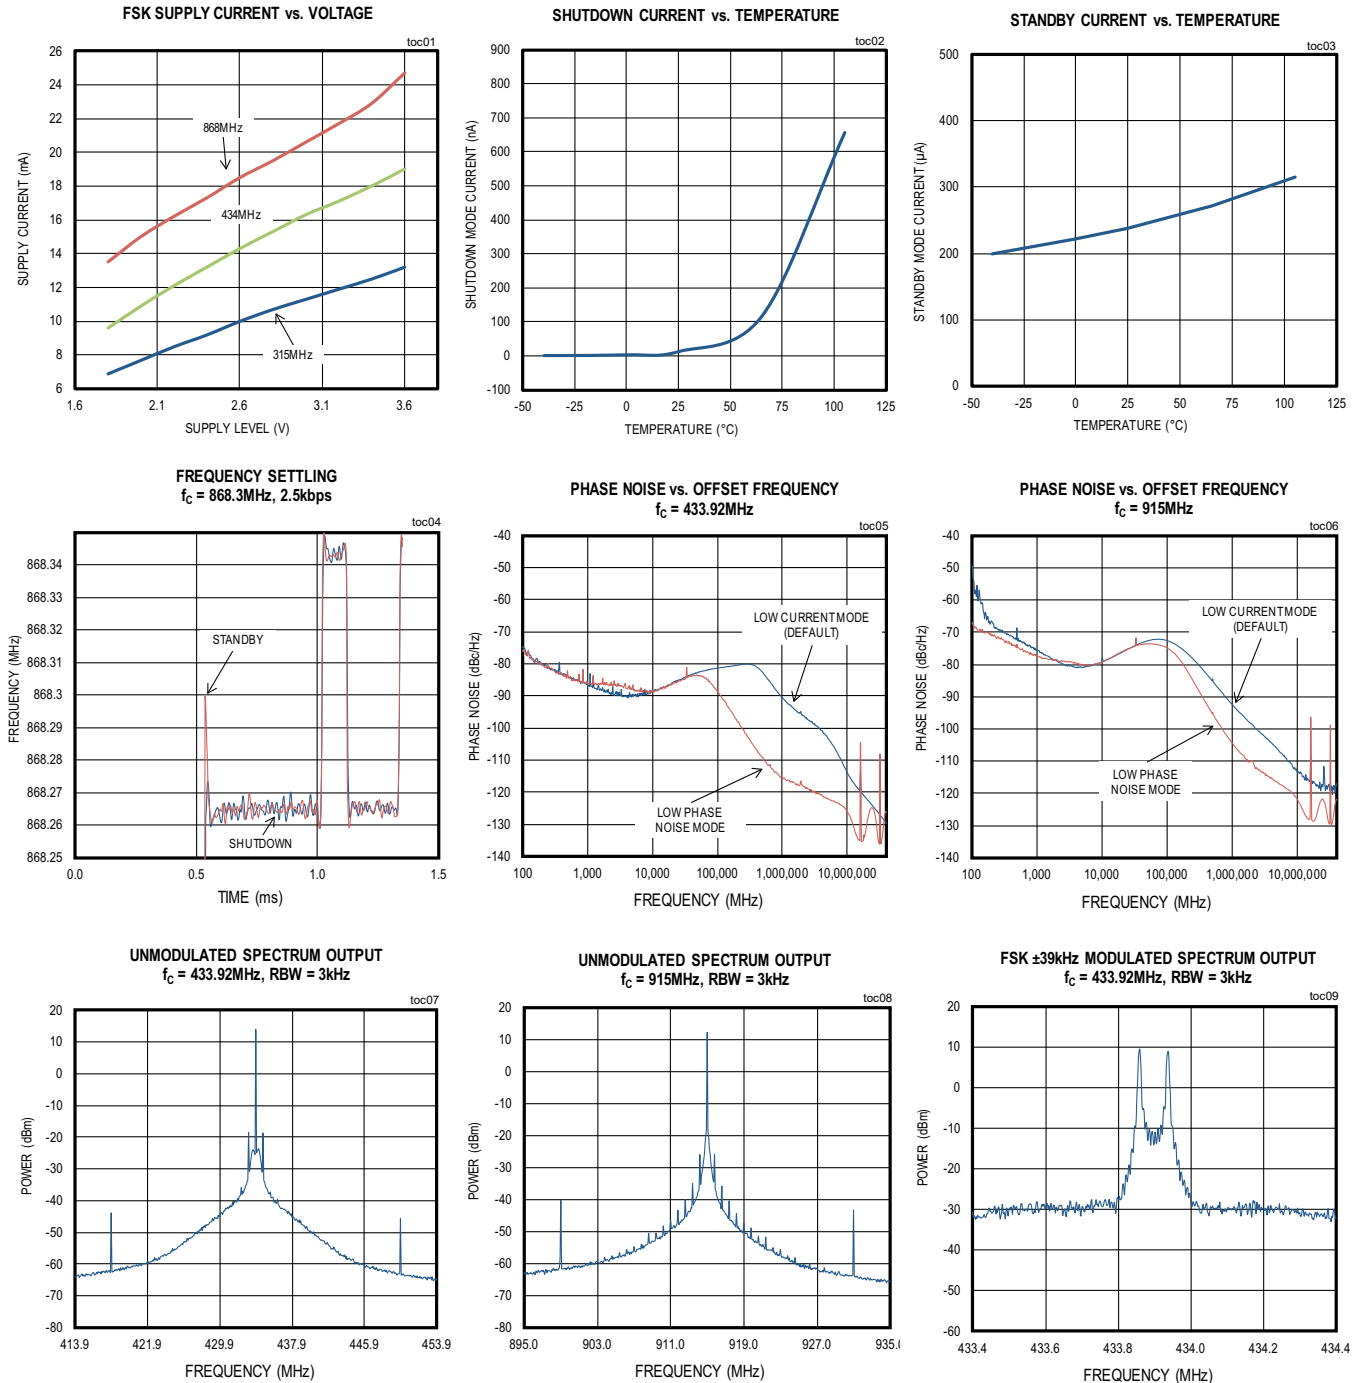 FSK SUPPLY CURRENT vs. VOLTAGE
toc01
26
24
22
20
18
16
14
12
10
8
6
SUPPLY CURRENT (mA)
868MHz
434MHz
315MHz
1.6 2.1 2.6 3.1 3.6
SUPPLY LEVEL (V)
SHUTDOWN CURRENT vs. TEMPERATURE
toc02
900
800
700
600
500
400
300
200
100
0
-100
SHUTDOWN MODE CURRENT (nA)
-50 -25 0 25 50 75 100 125
TEMPERATURE (°C)
STANDBY CURRENT vs. TEMPERATURE
toc03
500
400
300
200
100
0
STANDBY MODE CURRENT (µA)
-50 -25 0 25 50 75 100 125
TEMPERATURE (°C)
FREQUENCY SETTLING
fC = 868.3MHz, 2.5kbps
toc04
868.34
868.33
868.32
868.31
868.3
868.29
868.28
868.27
868.26
868.25
FREQUENCY (MHz)
STANDBY
SHUTDOWN
0.0 0.5 1.0 1.5
TIME (ms)
PHASE NOISE vs. OFFSET FREQUENCY
fC = 433.92MHz
toc05
-40
-50
-60
-70
-80
-90
-100
-110
-120
-130
-140
PHASE NOISE (dBc/Hz)
LOW CURRENT MODE
(DEFAULT)
LOW PHASE
NOISE MODE
100 1,000 10,000 100,000 1,000,000 10,000,000
FREQUENCY (MHz)
PHASE NOISE vs. OFFSET FREQUENCY
fC = 915MHz
toc06
-40
-50
-60
-70
-80
-90
-100
-110
-120
-130
-140
PHASE NOISE (dBc/Hz)
LOW CURRENT MODE
(DEFAULT)
LOW PHASE
NOISE MODE
100 1,000 10,000 100,000 1,000,000 10,000,000
FREQUENCY (MHz)
UNMODULATED SPECTRUM OUTPUT
fC = 433.92MHz, RBW = 3kHz
toc07
20
10
0
-10
-20
-30
-40
-50
-60
-70
-80
POWER (dBm)
413.9 421.9 429.9 437.9 445.9 453.9
FREQUENCY (MHz)
UNMODULATED SPECTRUM OUTPUT
fC = 915MHz, RBW = 3kHz
toc08
20
10
0
-10
-20
-30
-40
-50
-60
-70
-80
POWER (dBm)
895.0 903.0 911.0 919.0 927.0 935.0
FREQUENCY (MHz)
FSK ±39kHz MODULATED SPECTRUM OUTPUT
fC = 433.92MHz, RBW = 3kHz
toc09
20
10
0
-10
-20
-30
-40
-50
-60
POWER (dBm)
433.4 433.6 433.8 434.0 434.2 434.4
FREQUENCY (MHz)